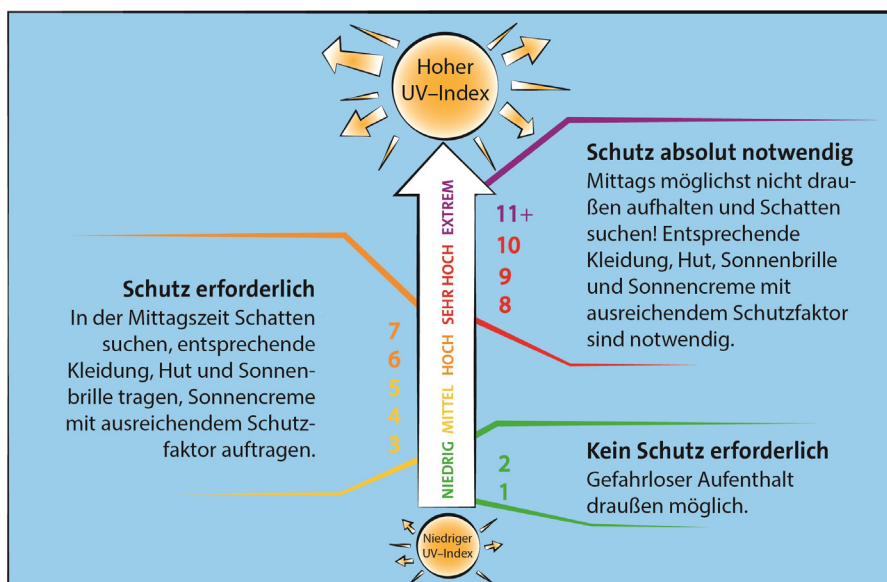 Hoher
UV–Index
Schutz absolut notwendig
Mittags möglichst nicht drau-
ßen aufhalten und Schatten
suchen! Entsprechende
Kleidung, Hut, Sonnenbrille
und Sonnencreme mit
ausreichendem Schutzfaktor
sind notwendig.
11+
10
9
8
EXTREM
SEHR HOCH
HOCH
MITTEL
NIEDRIG
Schutz erforderlich
In der Mittagszeit Schatten
suchen, entsprechende
Kleidung, Hut und Sonnen-
brille tragen, Sonnencreme
mit ausreichendem Schutz-
faktor auftragen.
7
6
5
4
3
Kein Schutz erforderlich
Gefahrloser Aufenthalt
draußen möglich.
2
1
Niedriger
UV–Index